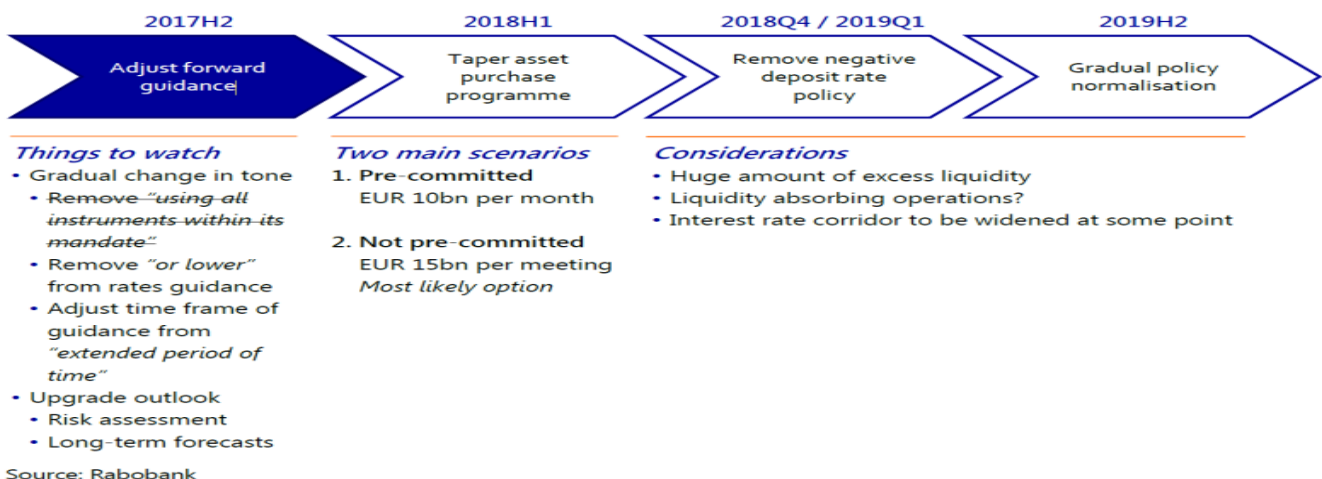 2017H2
2018H1
2018Q4 / 2019Q1
2019H2
Adjust forward
guidance
Taper asset
purchase
programme
Remove negative
deposit rate
policy
Gradual policy
normalisation
Things to watch
• Gradual change in tone
• Remove “using all
instruments within its
mandate”
• Remove “or lower”
from rates guidance
• Adjust time frame of
guidance from
“extended period of
time”
• Upgrade outlook
• Risk assessment
• Long-term forecasts
Two main scenarios
1. Pre-committed
EUR 10bn per month
2. Not pre-committed
EUR 15bn per meeting
Most likely option
Considerations
• Huge amount of excess liquidity
• Liquidity absorbing operations?
• Interest rate corridor to be widened at some point
Source: Rabobank